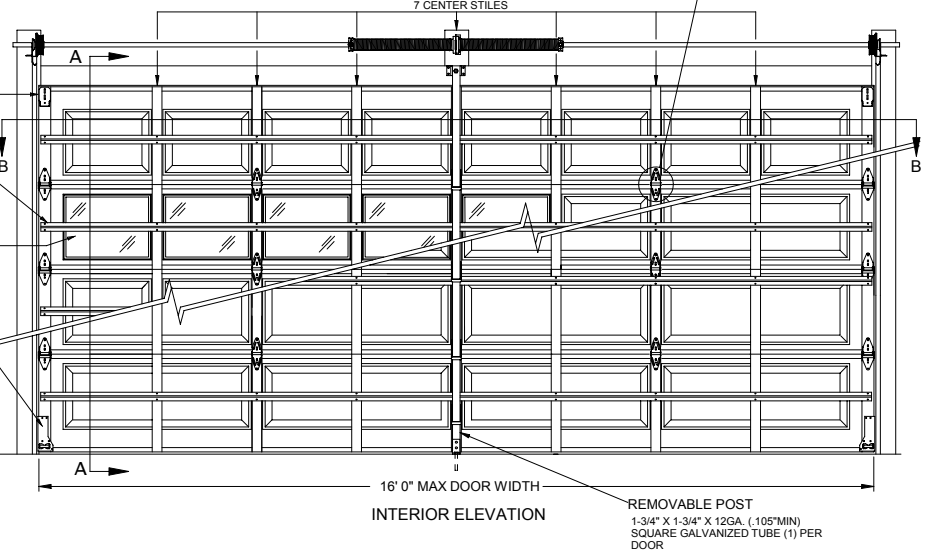 7 CENTER STILES
A
B
B
A
16' 0" MAX DOOR WIDTH
INTERIOR ELEVATION
REMOVABLE POST
1-3/4" X 1-3/4" X 12GA. (.105"MIN)
SQUARE GALVANIZED TUBE (1) PER
DOOR